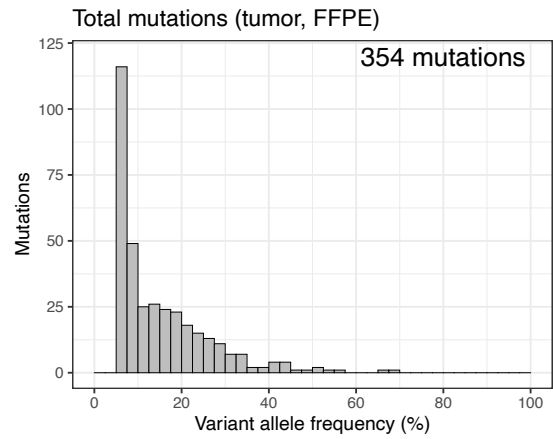 Total mutations (tumor, FFPE)
354 mutations
125
100
75
50
25
0
Mutations
0 20 40 60 80 100
Variant allele frequency (%)